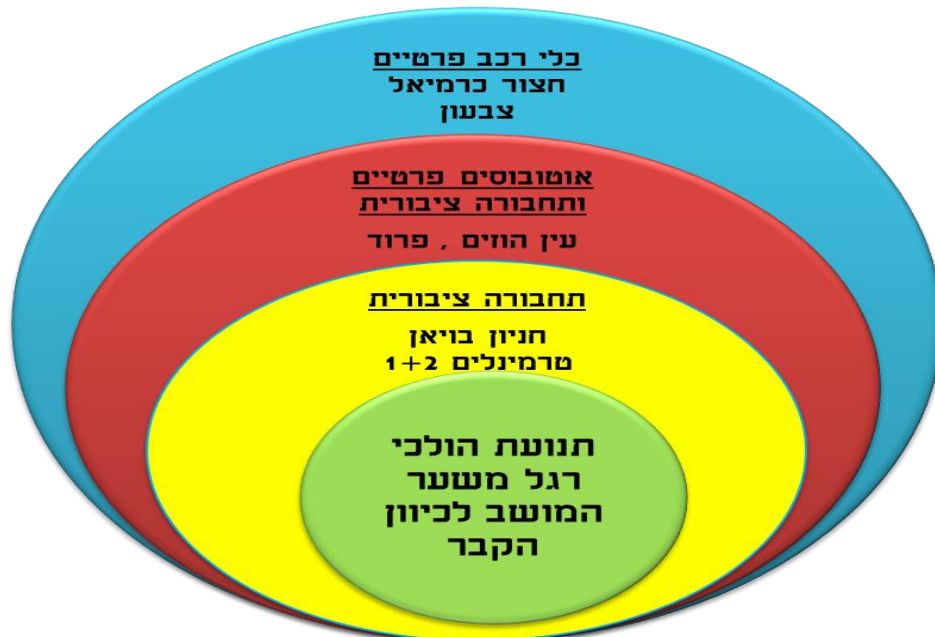 כלי רכב פרטיים
חצור כרמיאל
צבעון
אוטובוסים פרטיים
ותחבורה ציבורית
עין הוזים , פרוד
תחבורה ציבורית
חניון בויאן
טרמינלים 1+2
תנועת הולכי
רגל משער
המושב לכיוון
הקבר